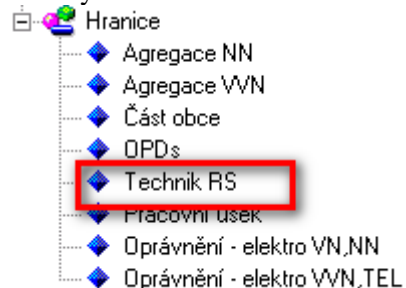 Hranice
Agregace NN
Agregace VVN
Část obce
OPDs
Technik RS
Pracovní úsek
Oprávnění - elektro VN,NN
Oprávnění - elektro VVN,TEL